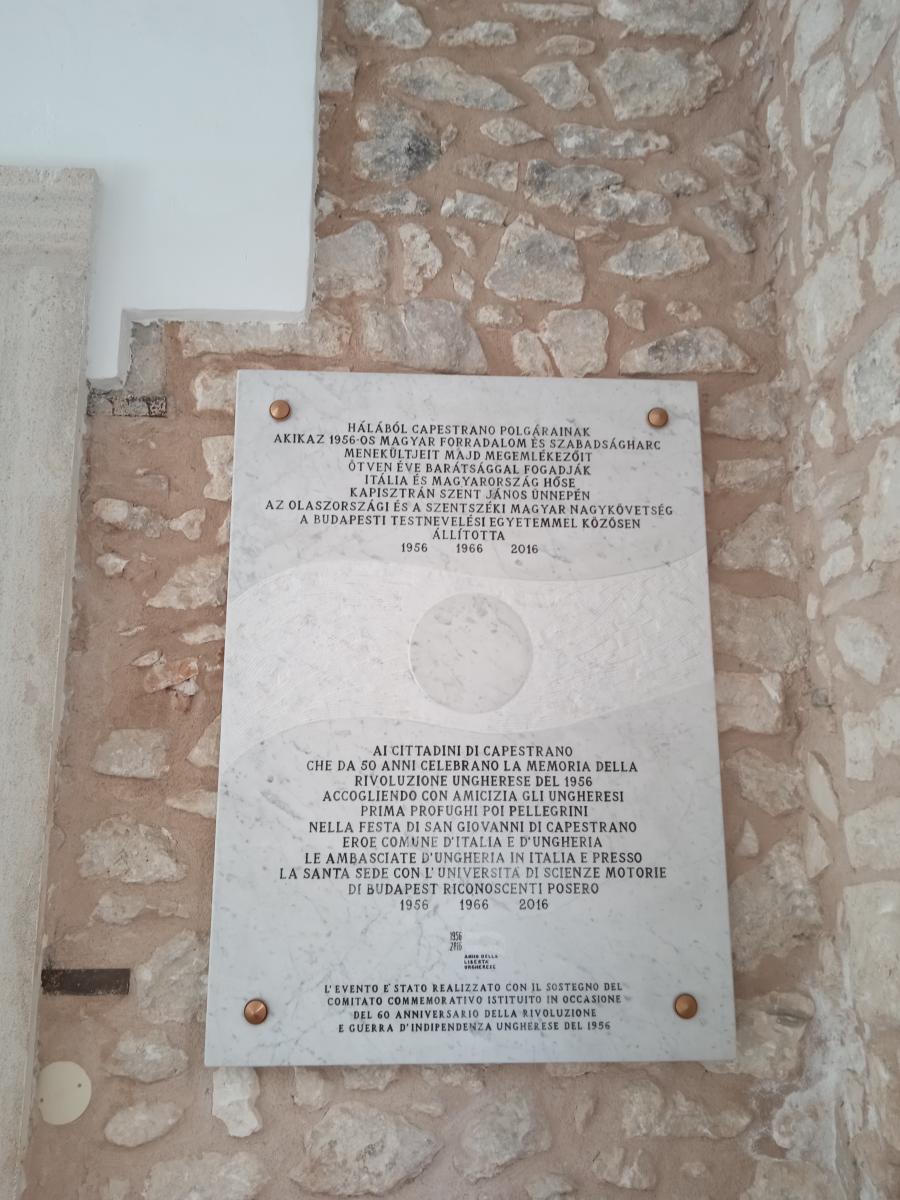 HÁLÁBÓL CAPESTRANO POLGÁRAINAK
AKIKAZ 1956-OS MAGYAR FORRADALOM ÉS SZABADSÁGHARC
MENEKÜLTJEIT MAJD MEGEMLÉKEZŐIT
ÖTVEN ÉVE BARÁTSÁGGAL FOGADJÁK
ITÁLIA ÉS MAGYARORSZÁG HŐSE
KAPISZTRÁN SZENT JÁNOS ÜNNEPÉN
AZ OLASZORSZÁGI ÉS A SZENTSZÉKI MAGYAR NAGYKÖVETSÉG
A BUDAPESTI TESTNEVELÉSI EGYETEMMEL KÖZÖSEN
ÁLLÍTOTTA
1956 1966 2016
AI CITTADINI DI CAPESTRANO
CHE DA 50 ANNI CELEBRANO LA MEMORIA DELLA
RIVOLUZIONE UNGHERESE DEL 1956
ACCOGLIENDO CON AMICIZIA GLI UNGHERESI
PRIMA PROFUGHI POI PELLEGRINI
NELLA FESTA DI SAN GIOVANNI DI CAPESTRANO
EROE COMUNE D'ITALIA E D'UNGHERIA
LE AMBASCIATE D'UNGHERIA IN ITALIA E PRESSO
LA SANTA SEDE CON L'UNIVERSITÀ DI SCIENZE MOTORIE
DI BUDAPEST RICONOSCENTI POSERO
1956 1966 2016
1956
2016
ANNO DELLA
LIBERTÀ
UNGHERESE
L'EVENTO E' STATO REALIZZATO CON IL SOSTEGNO DEL
COMITATO COMMEMORATIVO ISTITUITO IN OCCASIONE
DEL 60 ANNIVERSARIO DELLA RIVOLUZIONE
E GUERRA D'INDIPENDENZA UNGHERESE DEL 1956